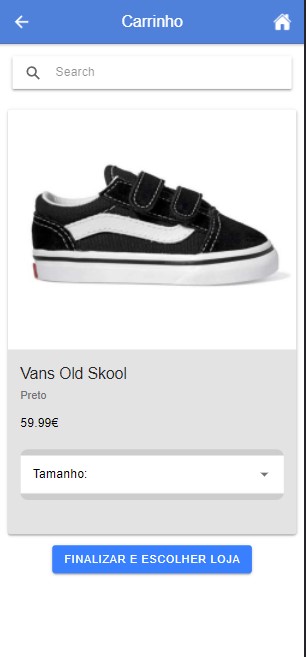 Carrinho
Search
Vans Old Skool
Preto
59.99€
Tamanho:
FINALIZAR E ESCOLHER LOJA